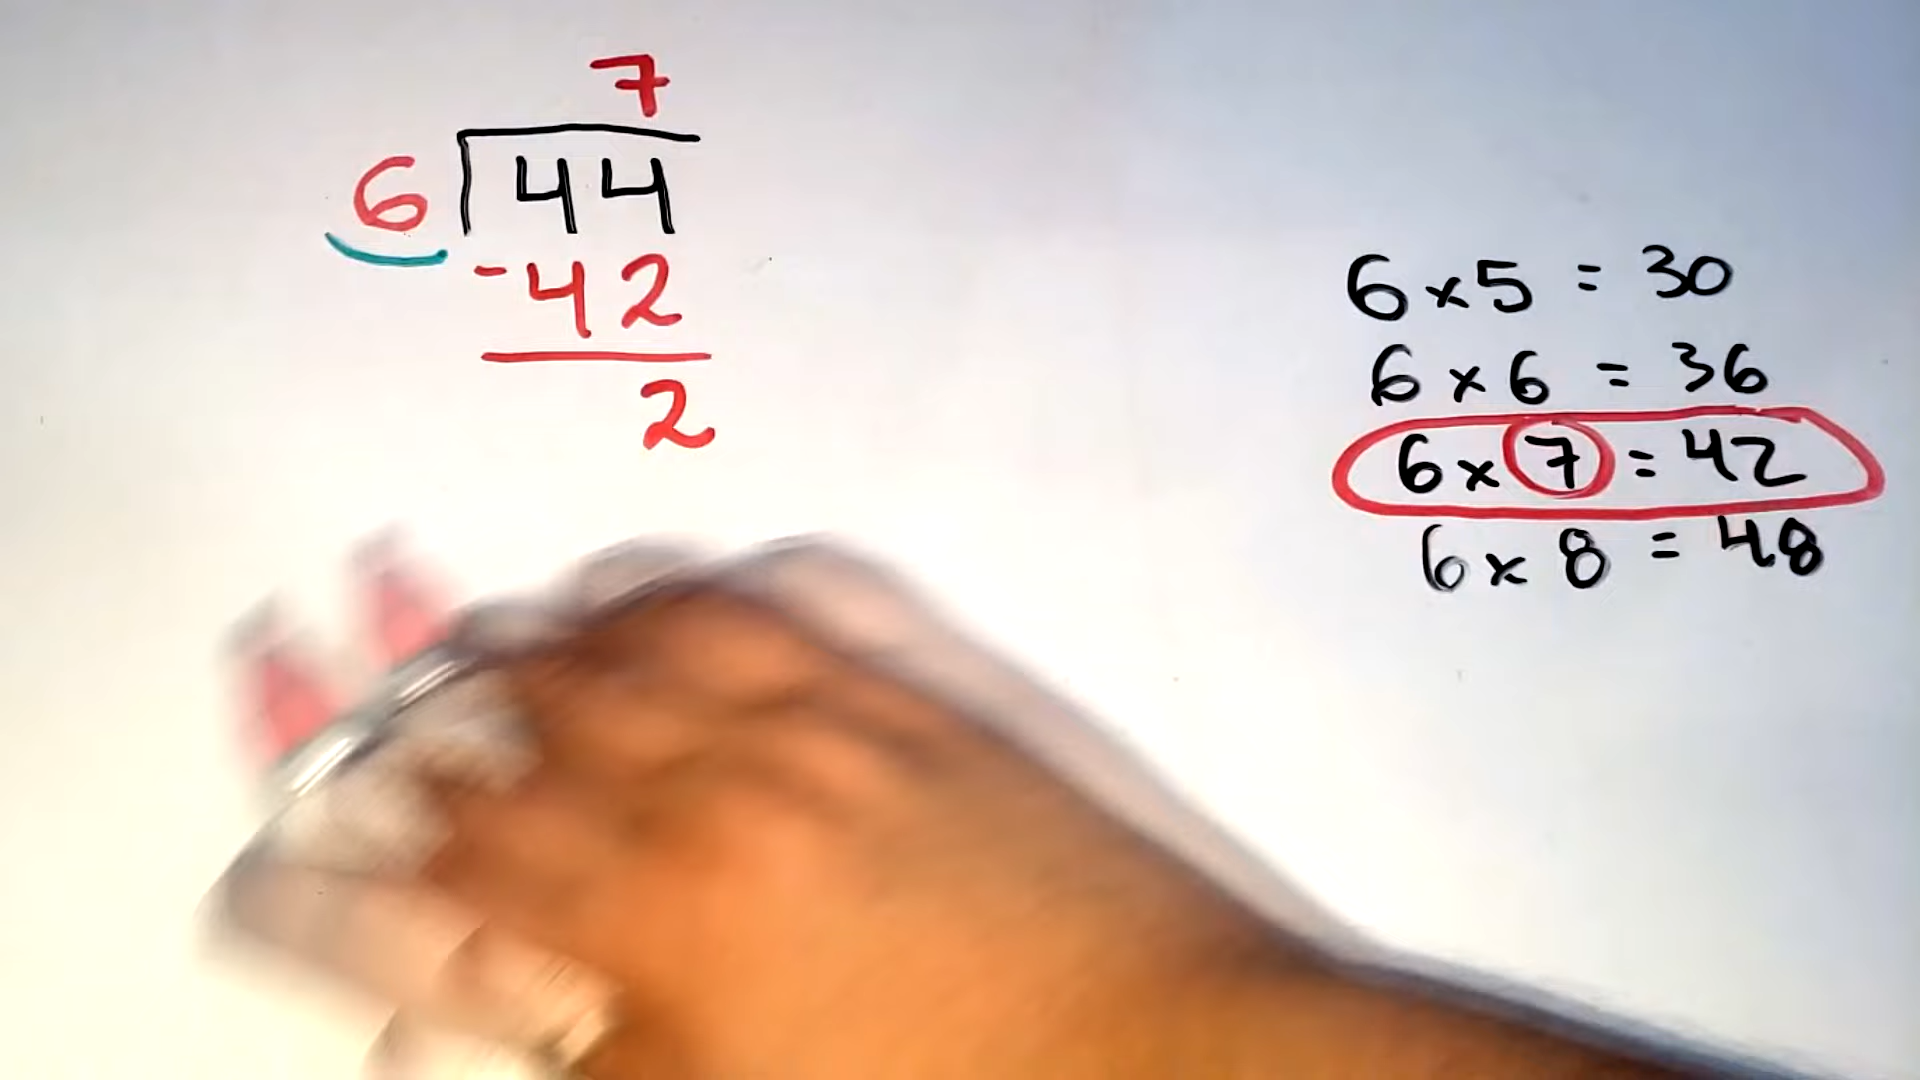 7
6 44
-42
2
6 x 5 = 30
6 x 6 = 36
6 x 7 = 42
6 x 8 = 48